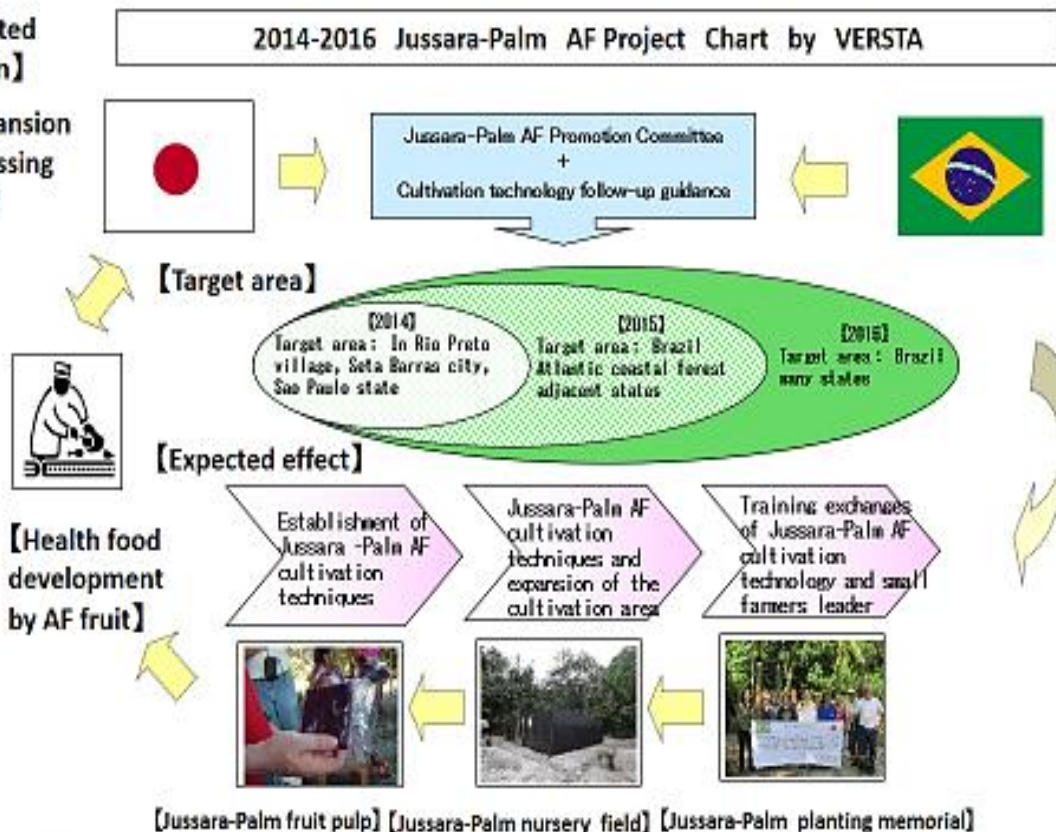 2014-2016 Jussara-Palm AF Project Chart by VERSTA
ted
n】
ansion
ssing
Jussara-Palm AF Promotion Committee
+
Cultivation technology follow-up guidance
【Target area】
【2014】
Target area: In Rio Preto
village, Seta Barras city,
Sao Paulo state
【2015】
Target area: Brazil
Atlantic coastal forest
adjacent states
【2016】
Target area: Brazil
many states
【Expected effect】
Establishment of
Jussara -Palm AF
cultivation
techniques
Jussara-Palm AF
cultivation
techniques and
expansion of the
cultivation area
Training exchanges
of Jussara-Palm AF
cultivation
technology and small
farmers leader
【Health food
development
by AF fruit】
【Jussara-Palm fruit pulp】 【Jussara-Palm nursery field】 【Jussara-Palm planting memorial】